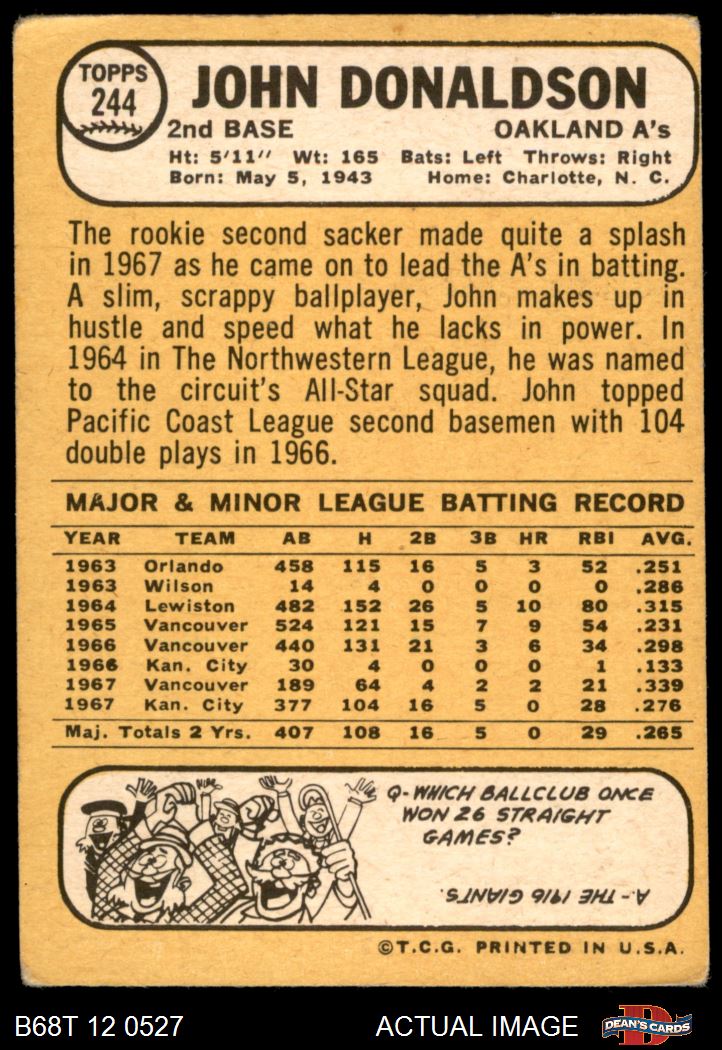 TOPPS
244
JOHN DONALDSON
2nd BASE OAKLAND A's
Ht: 5'11" Wt: 165 Bats: Left Throws: Right
Born: May 5, 1943 Home: Charlotte, N. C.
The rookie second sacker made quite a splash
in 1967 as he came on to lead the A's in batting.
A slim, scrappy ballplayer, John makes up in
hustle and speed what he lacks in power. In
1964 in The Northwestern League, he was named
to the circuit's All-Star squad. John topped
Pacific Coast League second basemen with 104
double plays in 1966.
MAJOR & MINOR LEAGUE BATTING RECORD
YEAR TEAM AB H 2B 3B HR RBI AVG.
1963 Orlando 458 115 16 5 3 52 .251
1963 Wilson 14 4 0 0 0 0 .286
1964 Lewiston 482 152 26 5 10 80 .315
1965 Vancouver 524 121 15 7 9 54 .231
1966 Vancouver 440 131 21 3 6 34 .298
1966 Kan. City 30 4 0 0 0 1 .133
1967 Vancouver 189 64 4 2 2 21 .339
1967 Kan. City 377 104 16 5 0 28 .276
Maj. Totals 2 Yrs. 407 108 16 5 0 29 .265
Q-WHICH BALLCLUB ONCE
WON 26 STRAIGHT
GAMES?
A-THE 1916 GIANTS.
©T.C.G. PRINTED IN U.S.A.
B68T 12 0527 ACTUAL IMAGE
D
DEAN'S CARDS